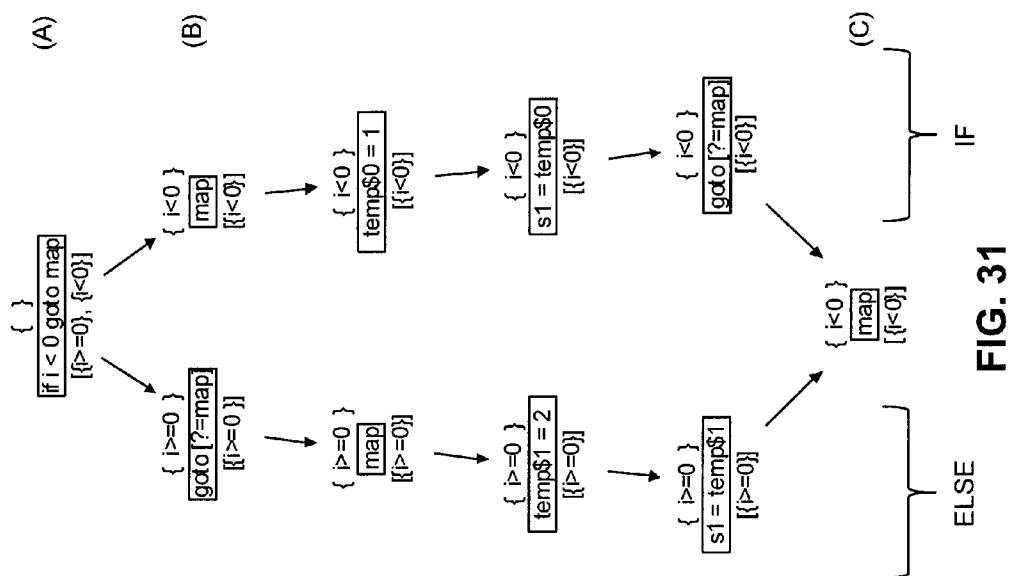 (A)
{ }
if i < 0 goto map
[{i>=0}, {i<0}]
(B)
{ i>=0 }
goto [?=map]
[{i>=0 }]
{ i<0 }
map
[{i<0}]
{ i>=0 }
map
[{i>=0}]
{ i<0 }
temp$0 = 1
[{i<0}]
{ i>=0 }
temp$1 = 2
[{i>=0}]
{ i<0 }
s1 = temp$0
[{i<0}]
{ i>=0 }
s1 = temp$1
[{i>=0}]
{ i<0 }
goto [?=map]
[{i<0}]
(C)
{ i<0 }
map
[{i<0}]
ELSE
IF
FIG. 31